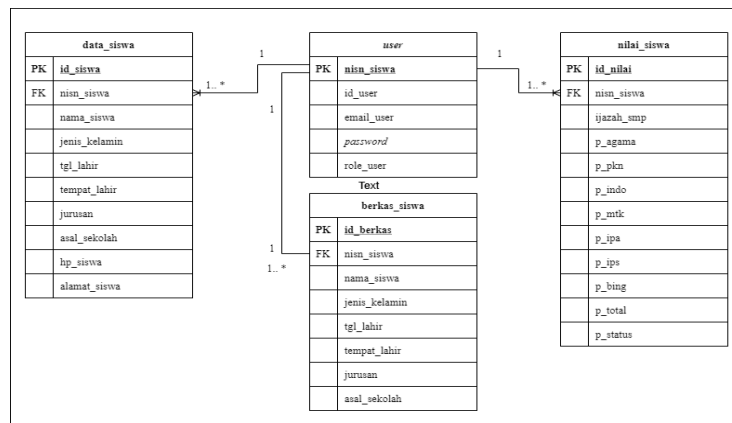 data_siswa
PK id_siswa
FK nisn_siswa
nama_siswa
jenis_kelamin
tgl_lahir
tempat_lahir
jurusan
asal_sekolah
hp_siswa
alamat_siswa
1
1.. *
user
PK nisn_siswa
id_user
email_user
password
role_user
1
1.. *
nilai_siswa
PK id_nilai
FK nisn_siswa
ijazah_smp
p_agama
p_pkn
p_indo
p_mtk
p_ipa
p_ips
p_bing
p_total
p_status
1
1
1.. *
Text
berkas_siswa
PK id_berkas
FK nisn_siswa
nama_siswa
jenis_kelamin
tgl_lahir
tempat_lahir
jurusan
asal_sekolah